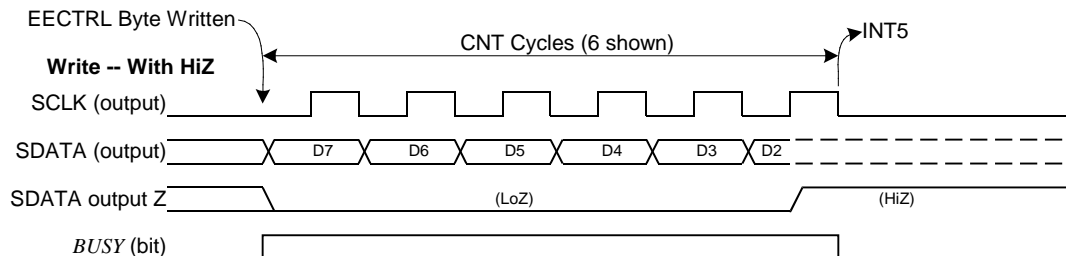 EECTRL Byte Written
CNT Cycles (6 shown)
INT5
Write -- With HiZ
SCLK (output)
SDATA (output)
D7 D6 D5 D4 D3 D2
SDATA output Z
(LoZ) (HiZ)
BUSY (bit)